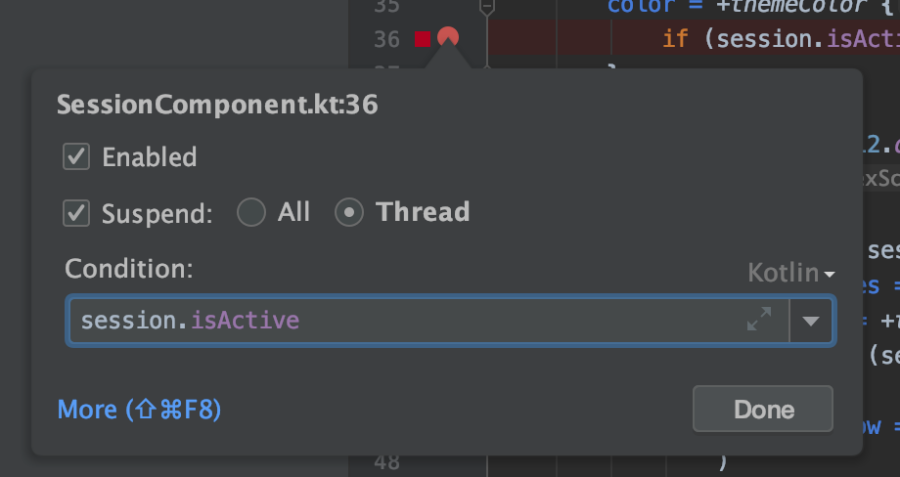 35 color = +themeColor {
36 if (session.isActi
SessionComponent.kt:36
Enabled
Suspend: All Thread
Condition:
Kotlin
session.isActive
More (⇧⌘F8)
Done
48 )